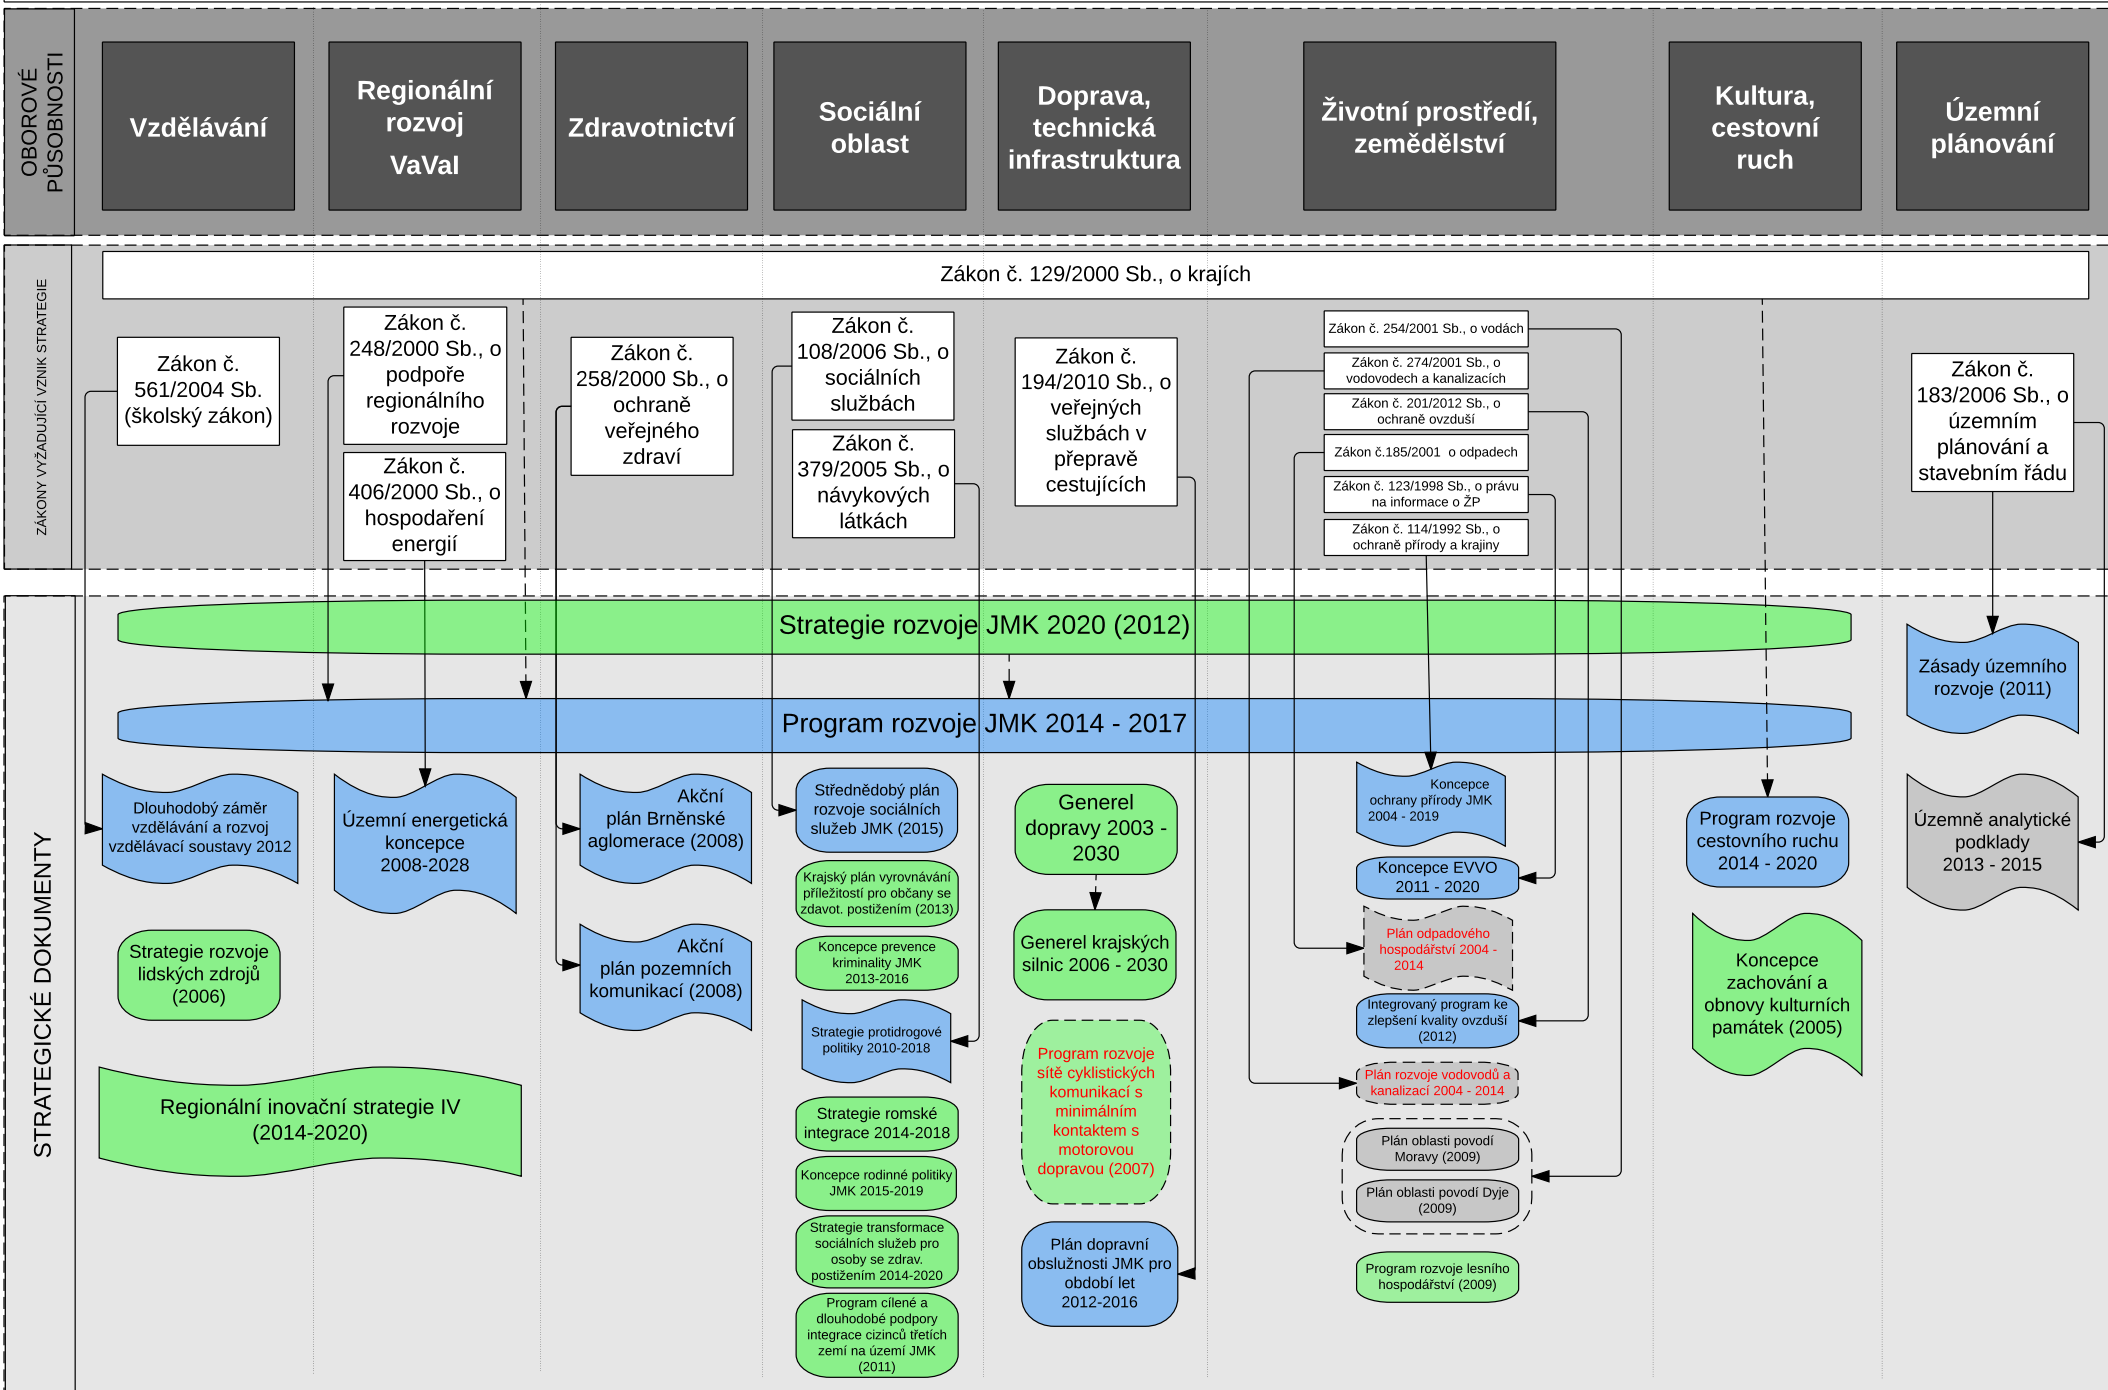 OBOROVÉ
PŮSOBNOSTI
Vzdělávání
Regionální
rozvoj
VaVaI
Zdravotnictví
Sociální
oblast
Doprava,
technická
infrastruktura
Životní prostředí,
zemědělství
Kultura,
cestovní
ruch
Územní
plánování
ZÁKONY VYŽADUJÍCÍ VZNIK STRATEGIE
Zákon č. 129/2000 Sb., o krajích
Zákon č.
561/2004 Sb.
(školský zákon)
Zákon č.
248/2000 Sb., o
podpoře
regionálního
rozvoje
Zákon č.
406/2000 Sb., o
hospodaření
energií
Zákon č.
258/2000 Sb., o
ochraně
veřejného
zdraví
Zákon č.
108/2006 Sb., o
sociálních
službách
Zákon č.
379/2005 Sb., o
návykových
látkách
Zákon č.
194/2010 Sb., o
veřejných
službách v
přepravě
cestujících
Zákon č. 254/2001 Sb., o vodách
Zákon č. 274/2001 Sb., o
vodovodech a kanalizacích
Zákon č. 201/2012 Sb., o
ochraně ovzduší
Zákon č.185/2001  o odpadech
Zákon č. 123/1998 Sb., o právu
na informace o ŽP
Zákon č. 114/1992 Sb., o
ochraně přírody a krajiny
Zákon č.
183/2006 Sb., o
územním
plánování a
stavebním řádu
STRATEGICKÉ DOKUMENTY
Strategie rozvoje JMK 2020 (2012)
Program rozvoje JMK 2014 - 2017
Dlouhodobý záměr
vzdělávání a rozvoj
vzdělávací soustavy 2012
Strategie rozvoje
lidských zdrojů
(2006)
Regionální inovační strategie IV
(2014-2020)
Územní energetická
koncepce
2008-2028
Akční
plán Brněnské
aglomerace (2008)
Akční
plán pozemních
komunikací (2008)
Střednědobý plán
rozvoje sociálních
služeb JMK (2015)
Krajský plán vyrovnávání
příležitostí pro občany se
zdavot. postižením (2013)
Koncepce prevence
kriminality JMK
2013-2016
Strategie protidrogové
politiky 2010-2018
Strategie romské
integrace 2014-2018
Koncepce rodinné politiky
JMK 2015-2019
Strategie transformace
sociálních služeb pro
osoby se zdrav.
postižením 2014-2020
Program cílené a
dlouhodobé podpory
integrace cizinců třetích
zemí na území JMK
(2011)
Generel
dopravy 2003 -
2030
Generel krajských
silnic 2006 - 2030
Program rozvoje
sítě cyklistických
komunikací s
minimálním
kontaktem s
motorovou
dopravou (2007)
Plán dopravní
obslužnosti JMK pro
období let
2012-2016
Koncepce
ochrany přírody JMK
2004 - 2019
Koncepce EVVO
2011 - 2020
Plán odpadového
hospodářství 2004 -
2014
Integrovaný program ke
zlepšení kvality ovzduší
(2012)
Plán rozvoje vodovodů a
kanalizací 2004 - 2014
Plán oblasti povodí
Moravy (2009)
Plán oblasti povodí Dyje
(2009)
Program rozvoje lesního
hospodářství (2009)
Program rozvoje
cestovního ruchu
2014 - 2020
Koncepce
zachování a
obnovy kulturních
památek (2005)
Zásady územního
rozvoje (2011)
Územně analytické
podklady
2013 - 2015